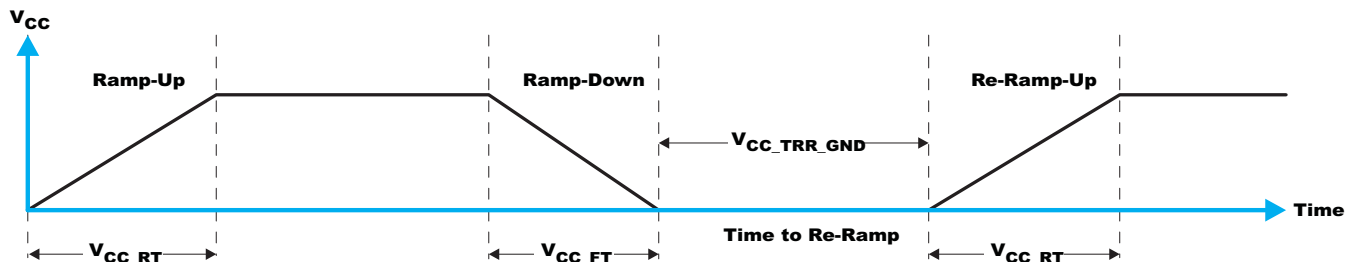 VCC
Ramp-Up
Ramp-Down
Re-Ramp-Up
VCC_TRR_GND
Time
Time to Re-Ramp
VCC_RT
VCC_FT
VCC_RT